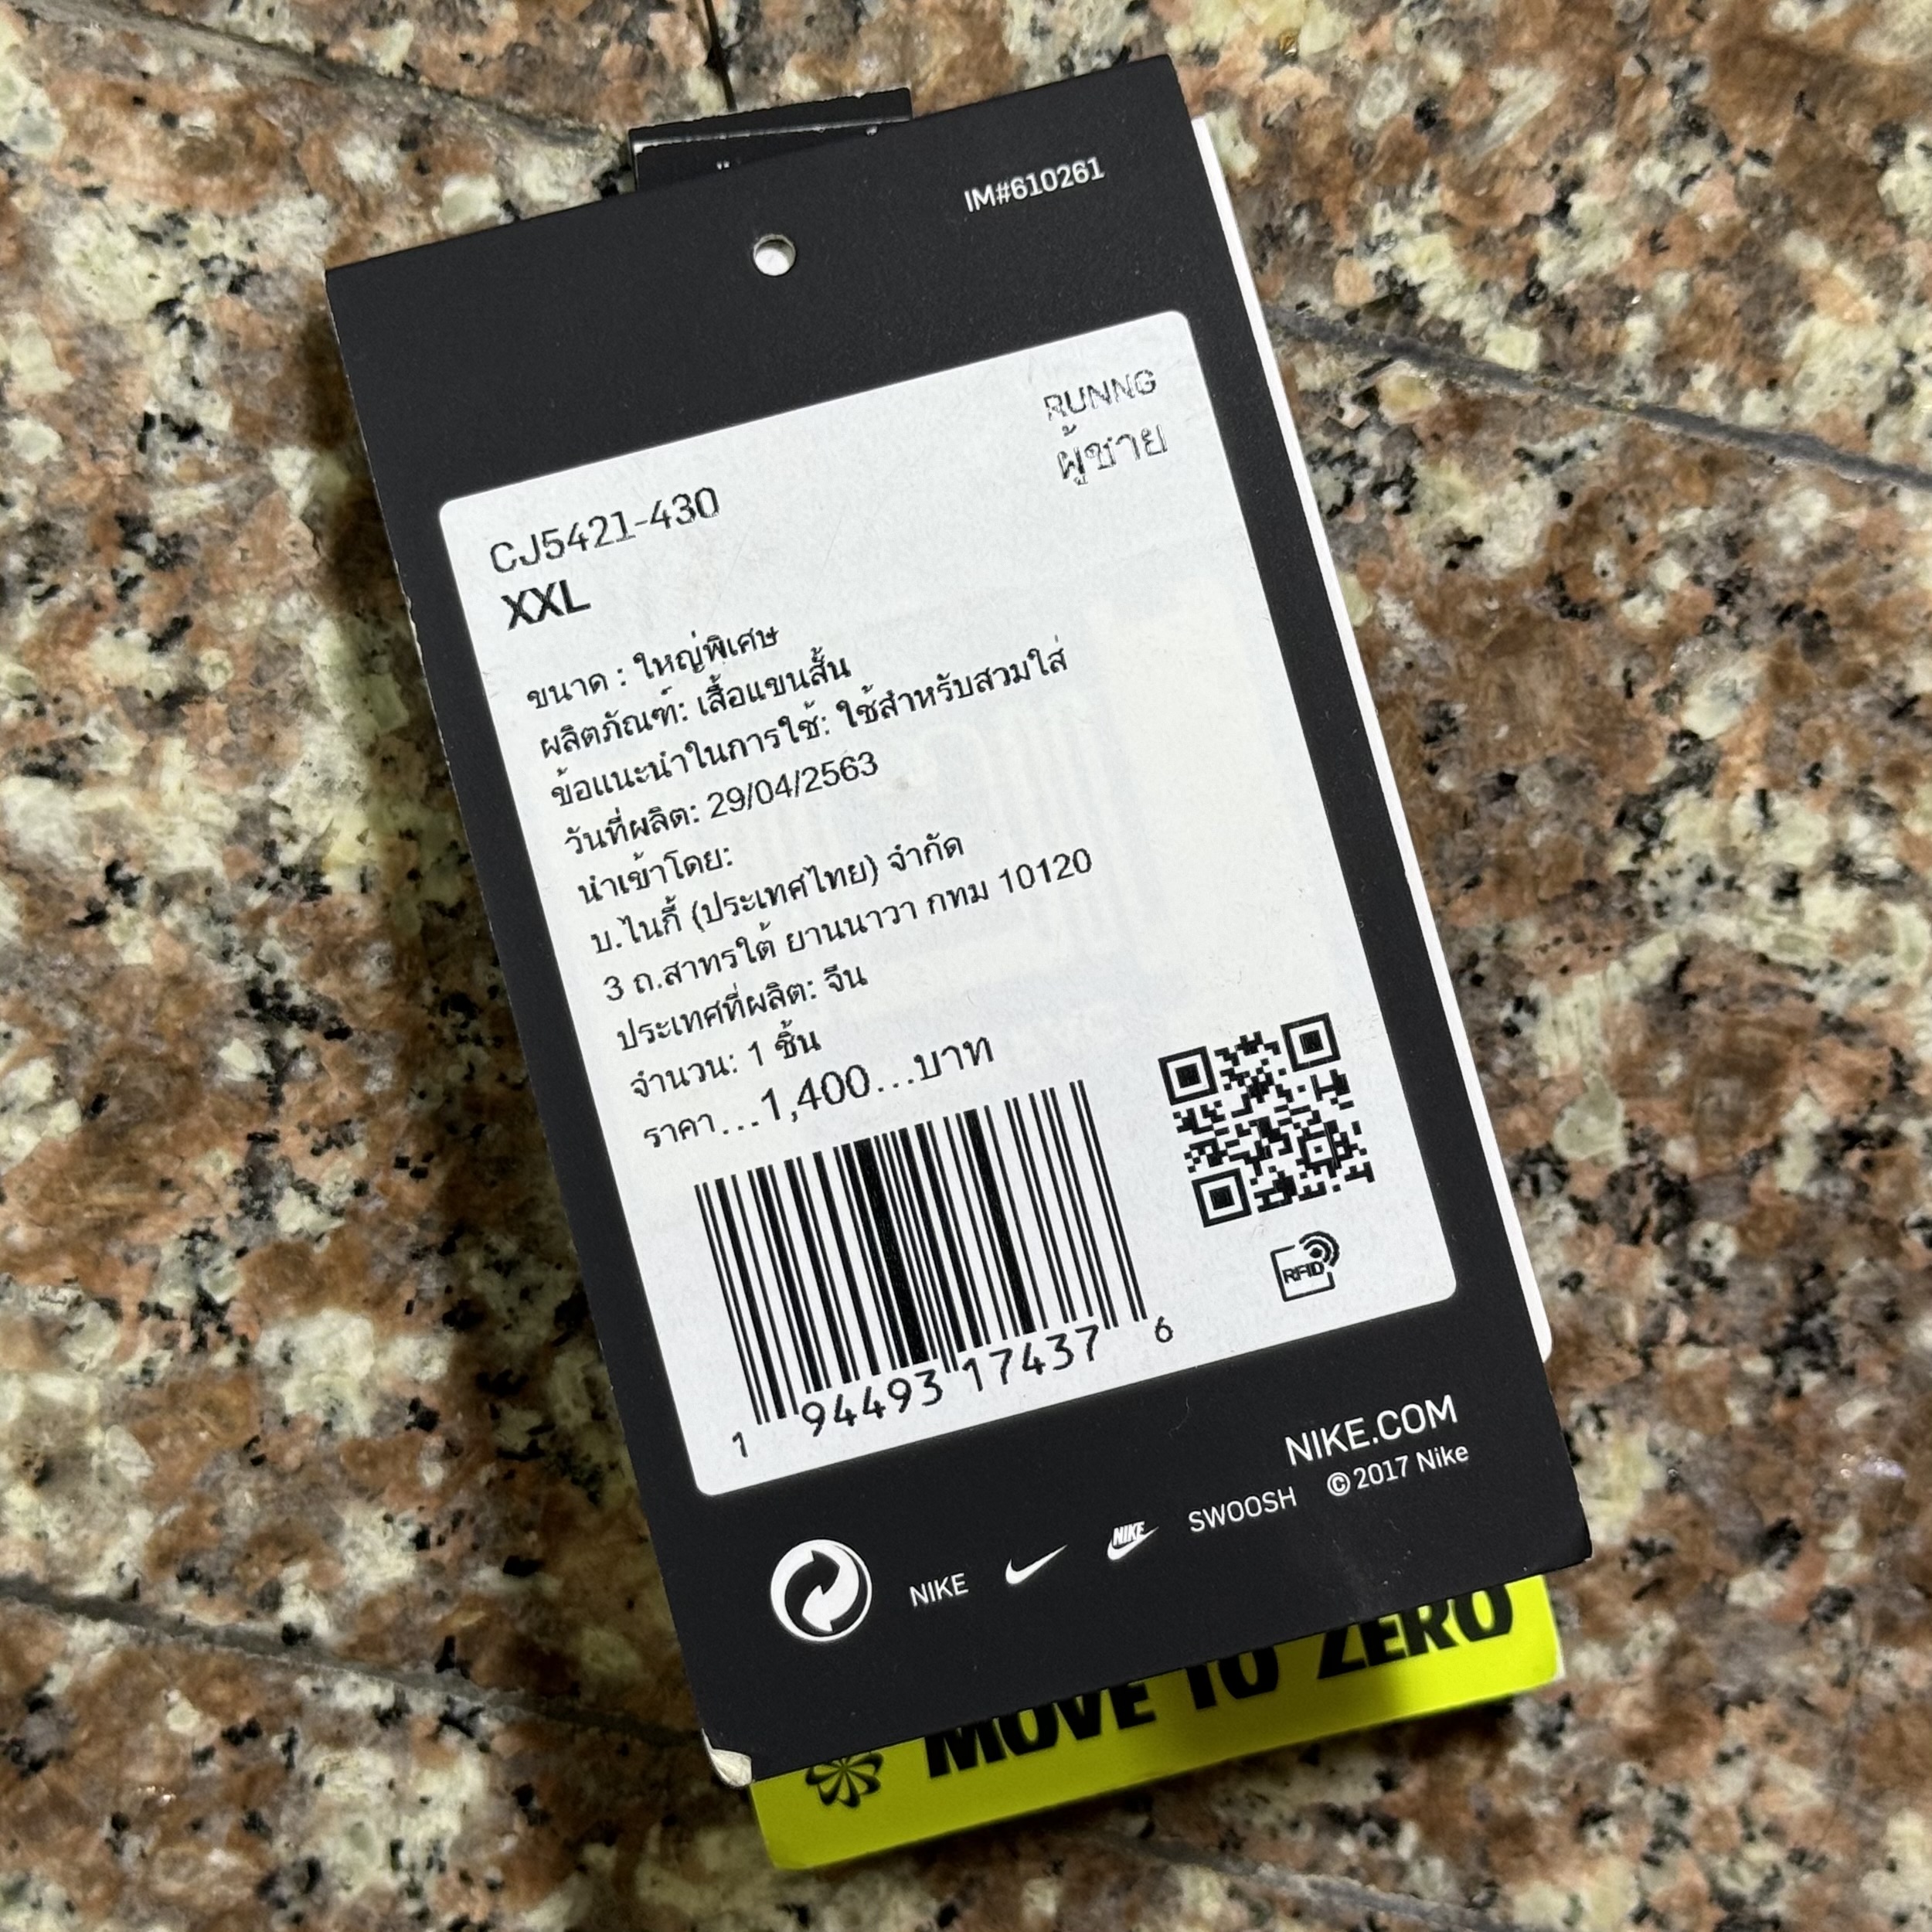 IM#610261
RUNNG
ผู้ชาย
CJ5421-430
XXL
ขนาด : ใหญ่พิเศษ
ผลิตภัณฑ์: เสื้อแขนสั้น
ข้อแนะนำในการใช้: ใช้สำหรับสวมใส่
วันที่ผลิต: 29/04/2563
นำเข้าโดย:
บ.ไนกี้ (ประเทศไทย) จำกัด
3 ถ.สาทรใต้ ยานนาวา กทม 10120
ประเทศที่ผลิต: จีน
จำนวน: 1 ชิ้น
ราคา...1,400...บาท
1 94493 17437 6
RFID
NIKE.COM
©2017 Nike
NIKE NIKE SWOOSH
MOVE TO ZERO